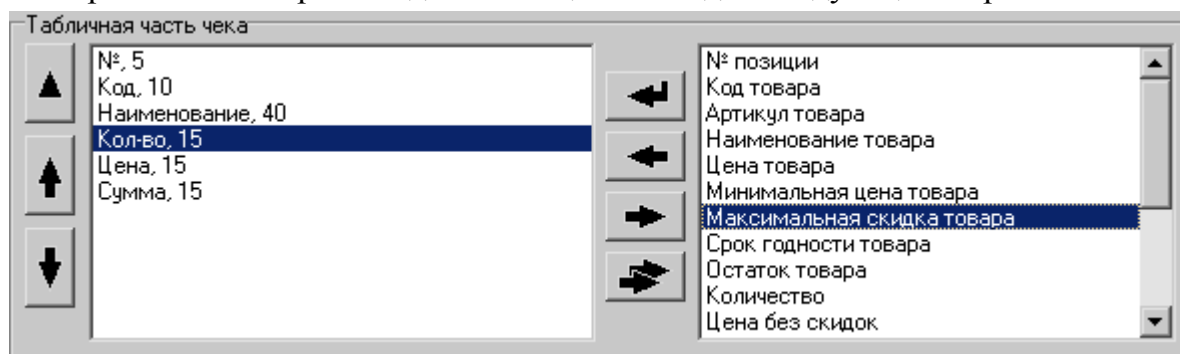 Табличная часть чека
№, 5
Код, 10
Наименование, 40
Кол-во, 15
Цена, 15
Сумма, 15
№ позиции
Код товара
Артикул товара
Наименование товара
Цена товара
Минимальная цена товара
Максимальная скидка товара
Срок годности товара
Остаток товара
Количество
Цена без скидок